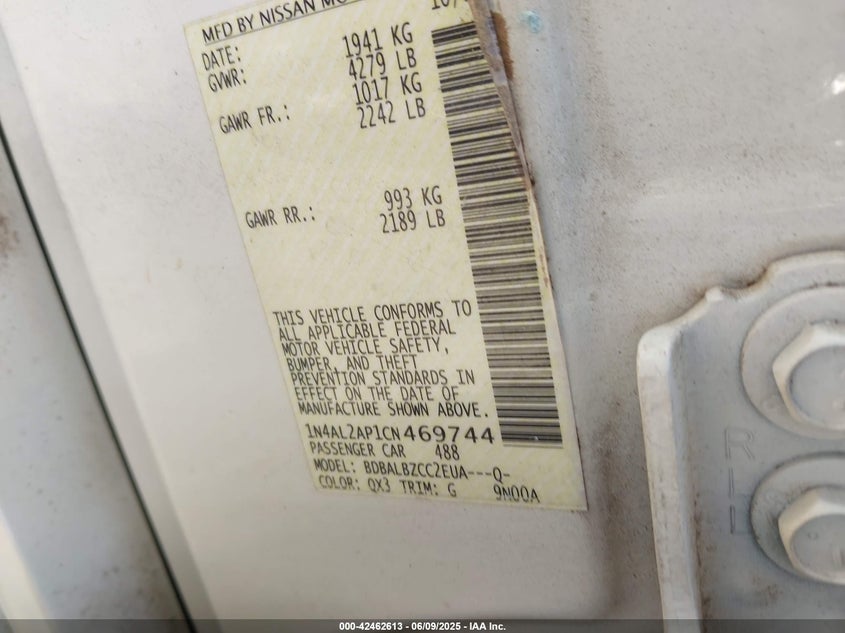 MFD BY NISSAN MO
DATE:
GVWR: 1941 KG
4279 LB
GAWR FR.: 1017 KG
2242 LB
GAWR RR.: 993 KG
2189 LB
THIS VEHICLE CONFORMS TO
ALL APPLICABLE FEDERAL
MOTOR VEHICLE SAFETY,
BUMPER, AND THEFT
PREVENTION STANDARDS IN
EFFECT ON THE DATE OF
MANUFACTURE SHOWN ABOVE.
1N4AL2AP1CN469744
PASSENGER CAR 488
MODEL: BDBALBZCC2EUA---Q-
COLOR: QX3 TRIM: G 9N00A
000-42462613 - 06/09/2025 - IAA Inc.